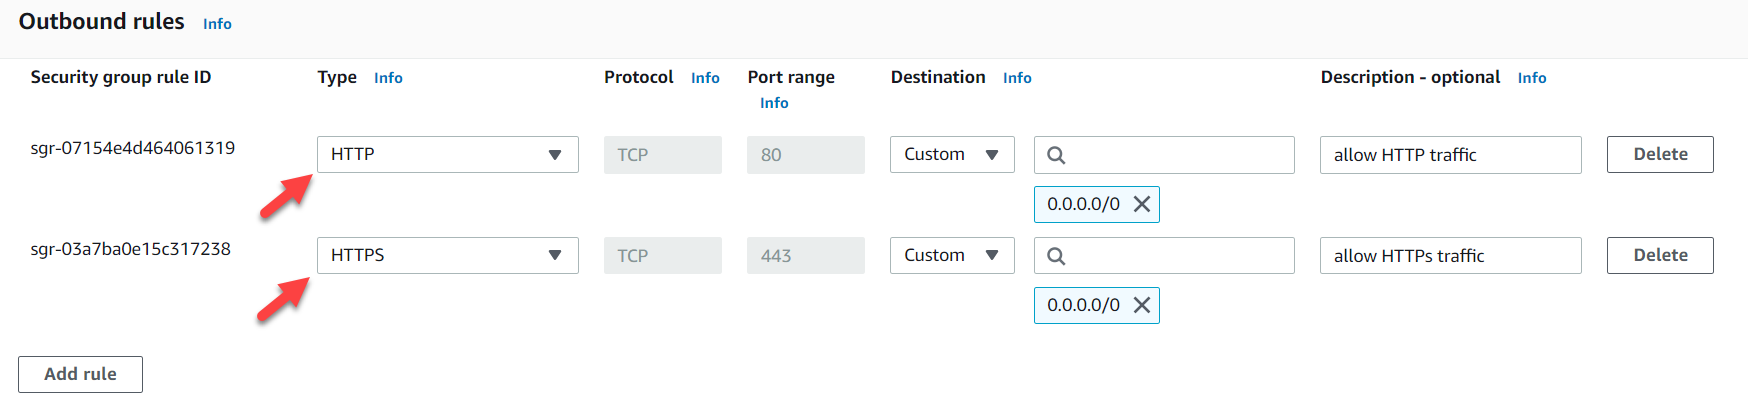 Outbound rules Info
Security group rule ID Type Info Protocol Info Port range Info Destination Info Description - optional Info
sgr-07154e4d464061319 HTTP TCP 80 Custom allow HTTP traffic Delete
0.0.0.0/0
sgr-03a7ba0e15c317238 HTTPS TCP 443 Custom allow HTTPs traffic Delete
0.0.0.0/0
Add rule